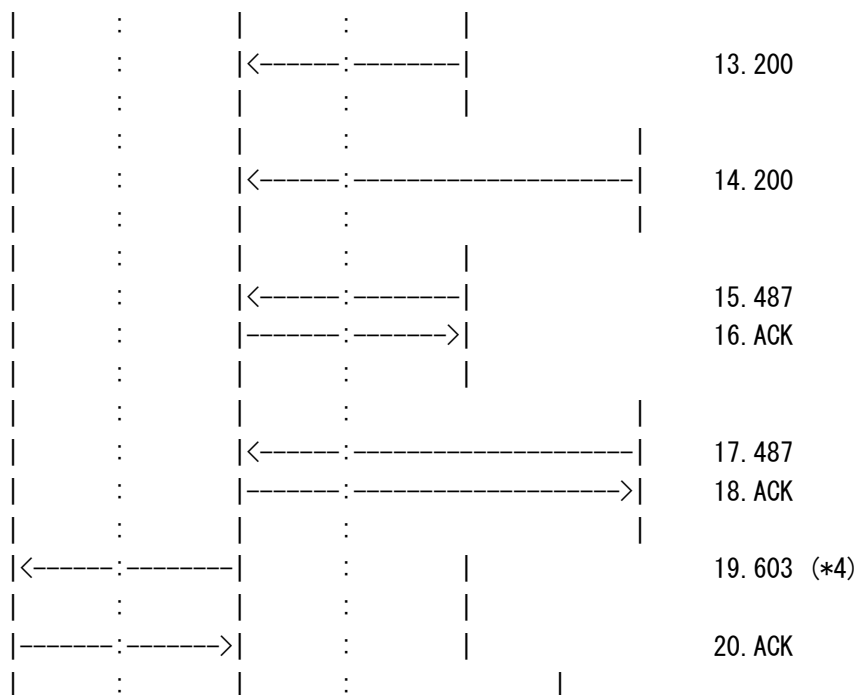 |       :       |       :       |
|       :       |<------:--------|                 13. 200
|       :       |       :       |
|       :       |       :                   |
|       :       |<------:--------------------|     14. 200
|       :       |       :                   |
|       :       |       :       |
|       :       |<------:--------|                 15. 487
|       :       |-------:------->|                 16. ACK
|       :       |       :       |
|       :       |       :                   |
|       :       |<------:--------------------|     17. 487
|       :       |-------:------------------->|     18. ACK
|       :       |       :                   |
|<------:--------|       :       |                 19. 603 (*4)
|       :       |       :       |
|-------:------->|       :       |                 20. ACK
|       :       |       :             |